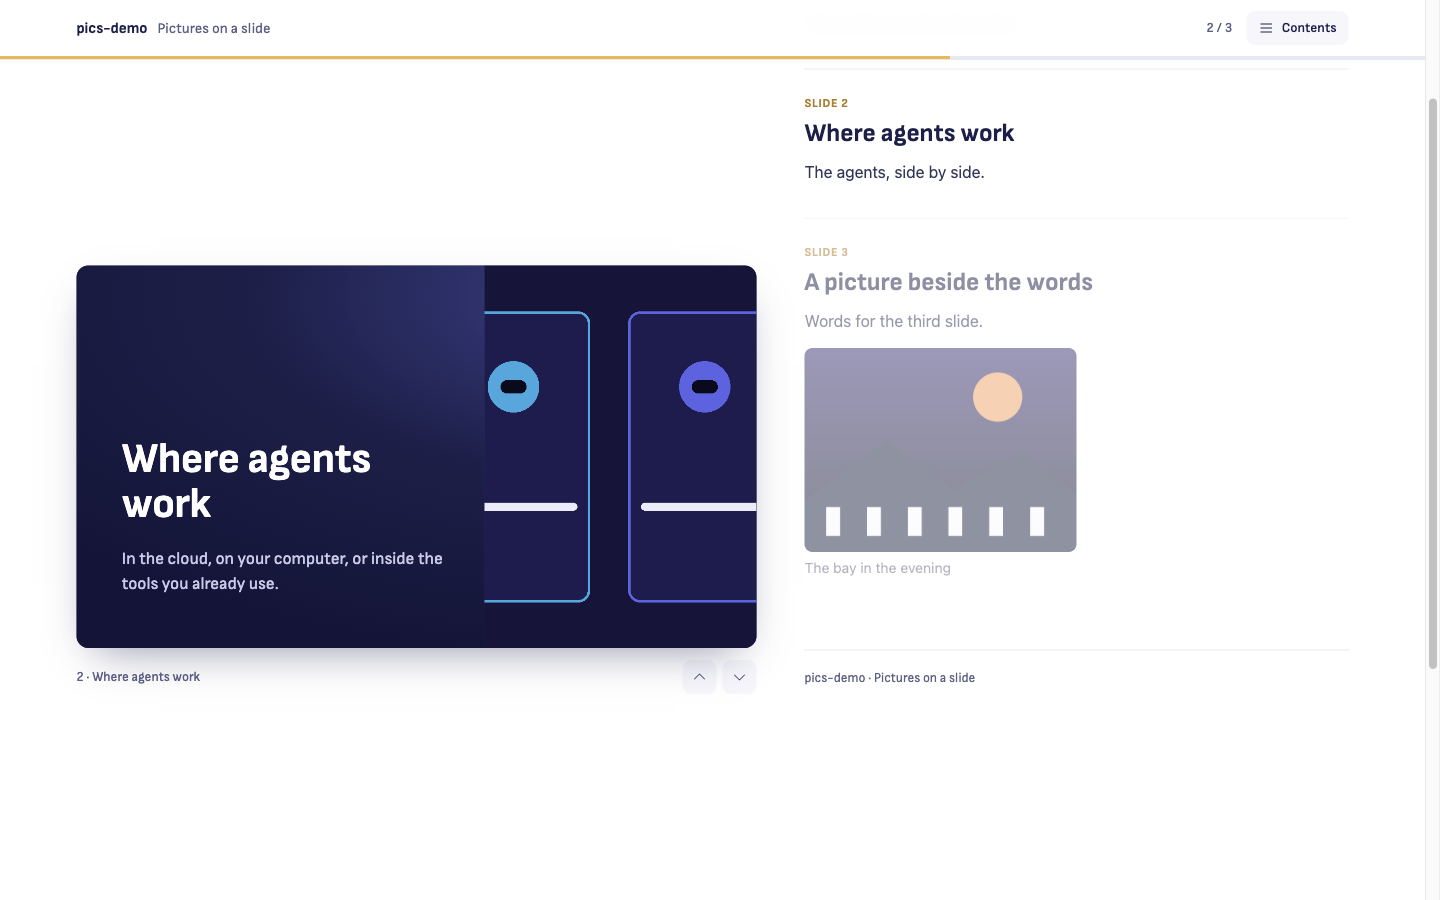 pics-demo Pictures on a slide
2 / 3
Contents
Where agents
work
In the cloud, on your computer, or inside the
tools you already use.
2 · Where agents work
SLIDE 2
Where agents work
The agents, side by side.
SLIDE 3
A picture beside the words
Words for the third slide.
The bay in the evening
pics-demo · Pictures on a slide